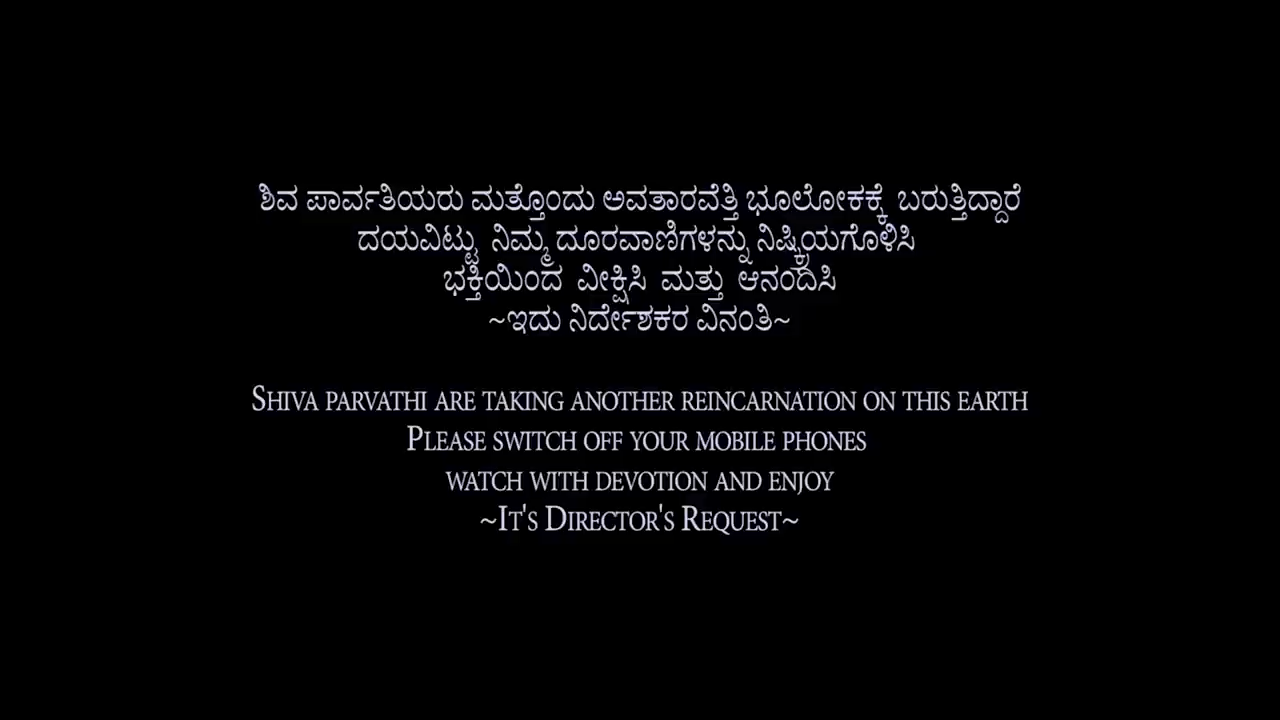 ಶಿವ ಪಾರ್ವತಿಯರು ಮತ್ತೊಂದು ಅವತಾರವೆತ್ತಿ ಭೂಲೋಕಕ್ಕೆ ಬರುತ್ತಿದ್ದಾರೆ
ದಯವಿಟ್ಟು ನಿಮ್ಮ ದೂರವಾಣಿಗಳನ್ನು ನಿಷ್ಕ್ರಿಯಗೊಳಿಸಿ
ಭಕ್ತಿಯಿಂದ ವೀಕ್ಷಿಸಿ ಮತ್ತು ಆನಂದಿಸಿ
~ಇದು ನಿರ್ದೇಶಕರ ವಿನಂತಿ~
Shiva parvathi are taking another reincarnation on this earth
Please switch off your mobile phones
watch with devotion and enjoy
~It's Director's Request~